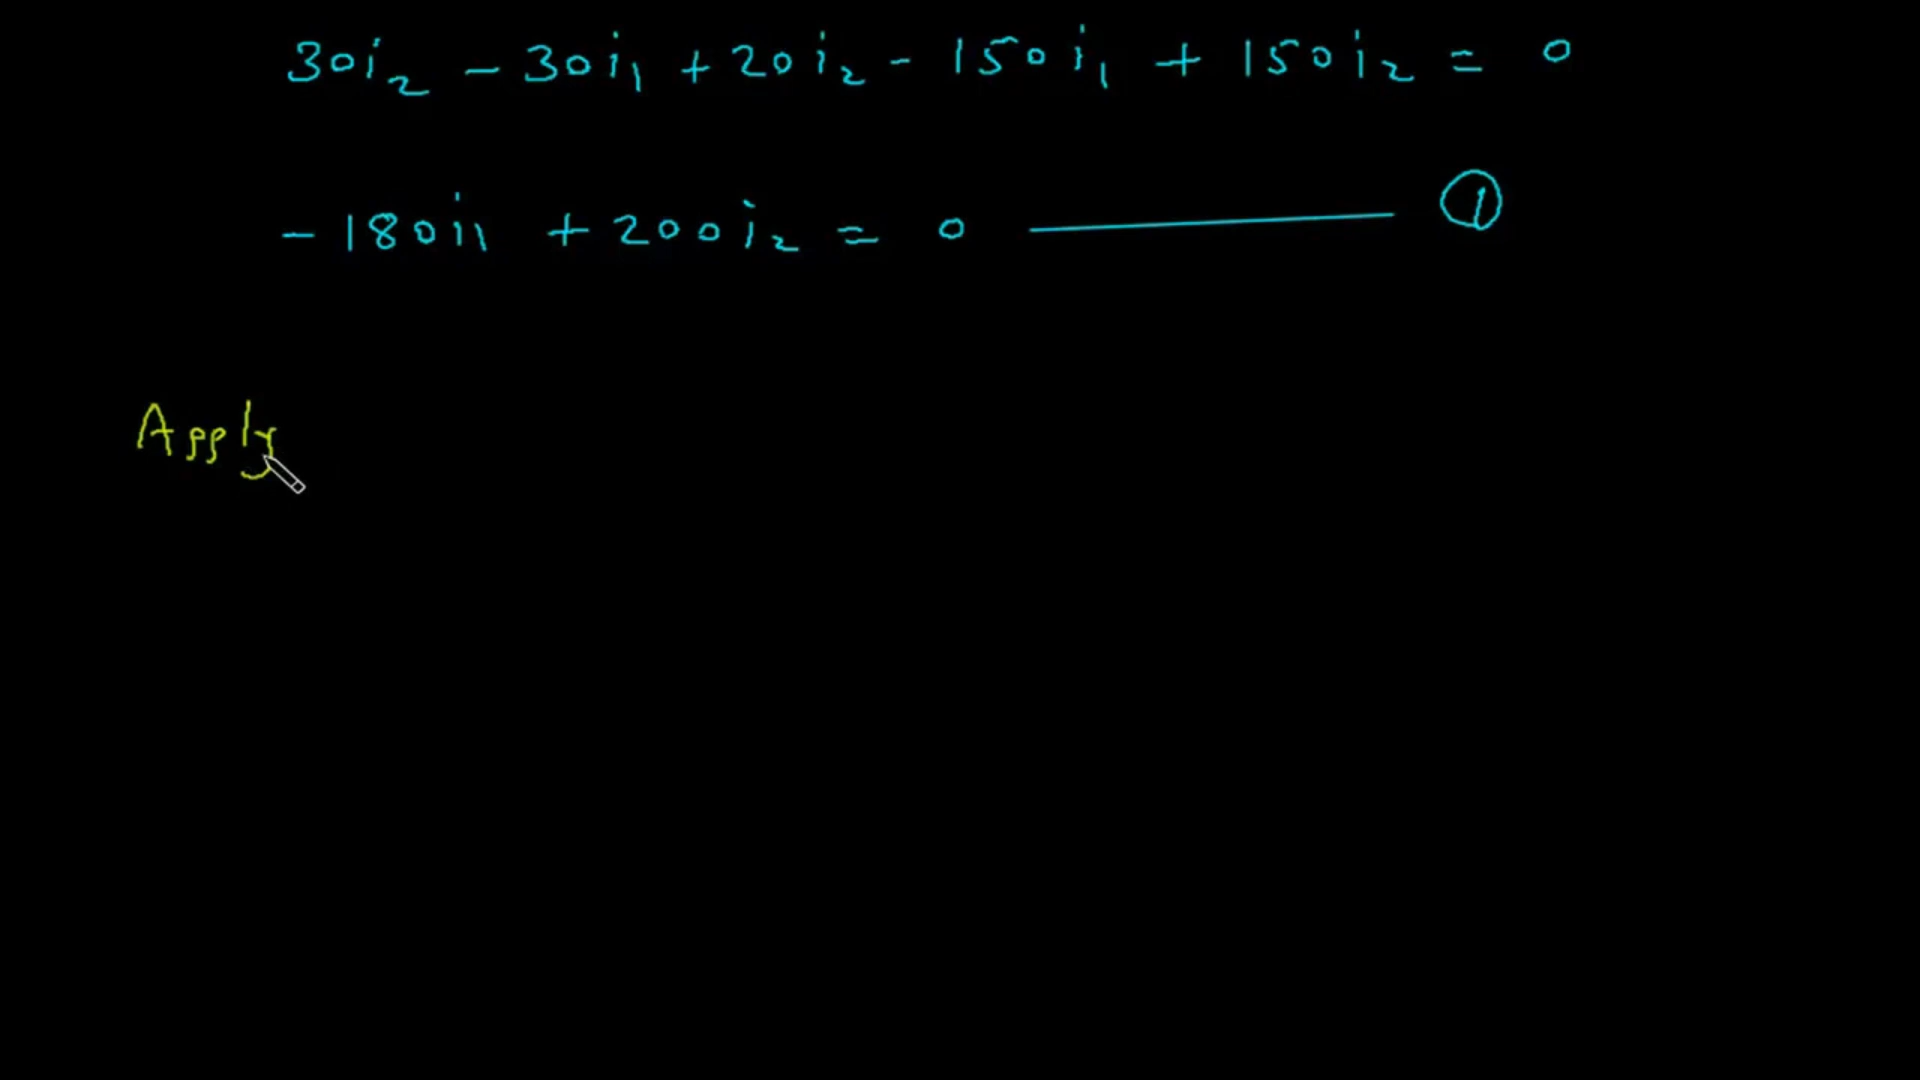 30i₂ - 30i₁ + 20i₂ - 150i₁ + 150i₂ = 0
-180i₁ + 200i₂ = 0 ——— ①
Apply